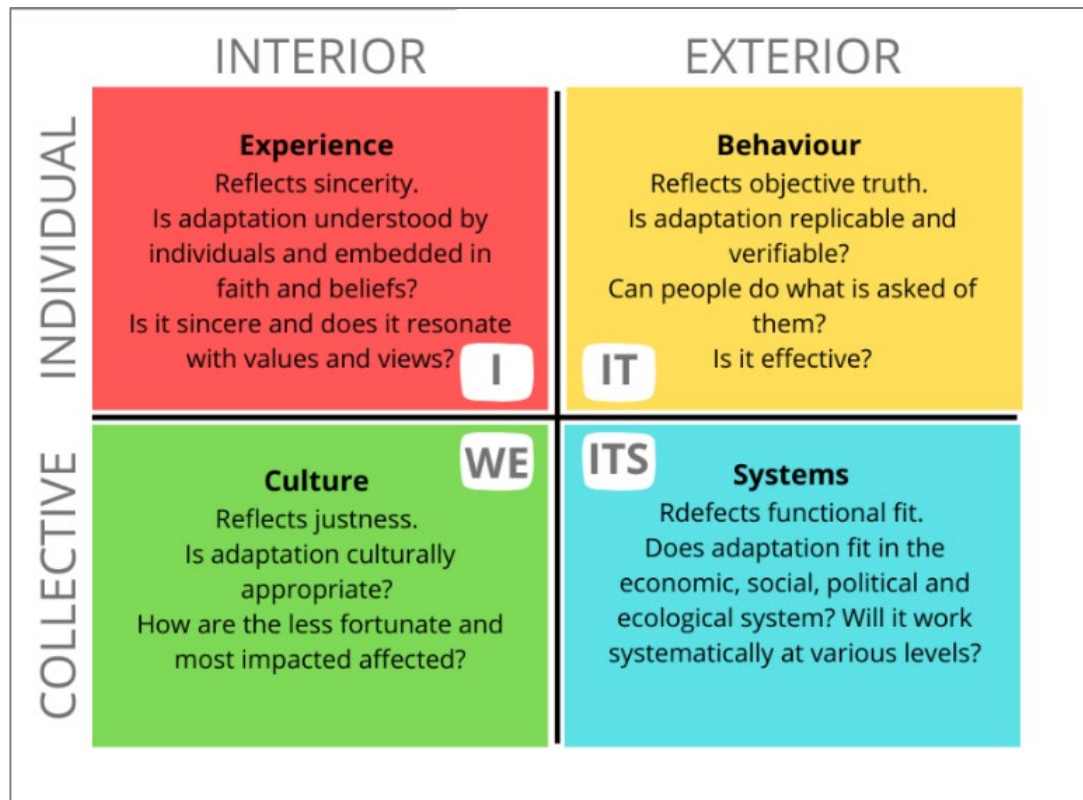 INTERIOR
EXTERIOR
INDIVIDUAL
Experience
Reflects sincerity.
Is adaptation understood by
individuals and embedded in
faith and beliefs?
Is it sincere and does it resonate
with values and views?
I
Behaviour
Reflects objective truth.
Is adaptation replicable and
verifiable?
Can people do what is asked of
them?
Is it effective?
IT
COLLECTIVE
WE
Culture
Reflects justness.
Is adaptation culturally
appropriate?
How are the less fortunate and
most impacted affected?
ITS
Systems
Rdefects functional fit.
Does adaptation fit in the
economic, social, political and
ecological system? Will it work
systematically at various levels?